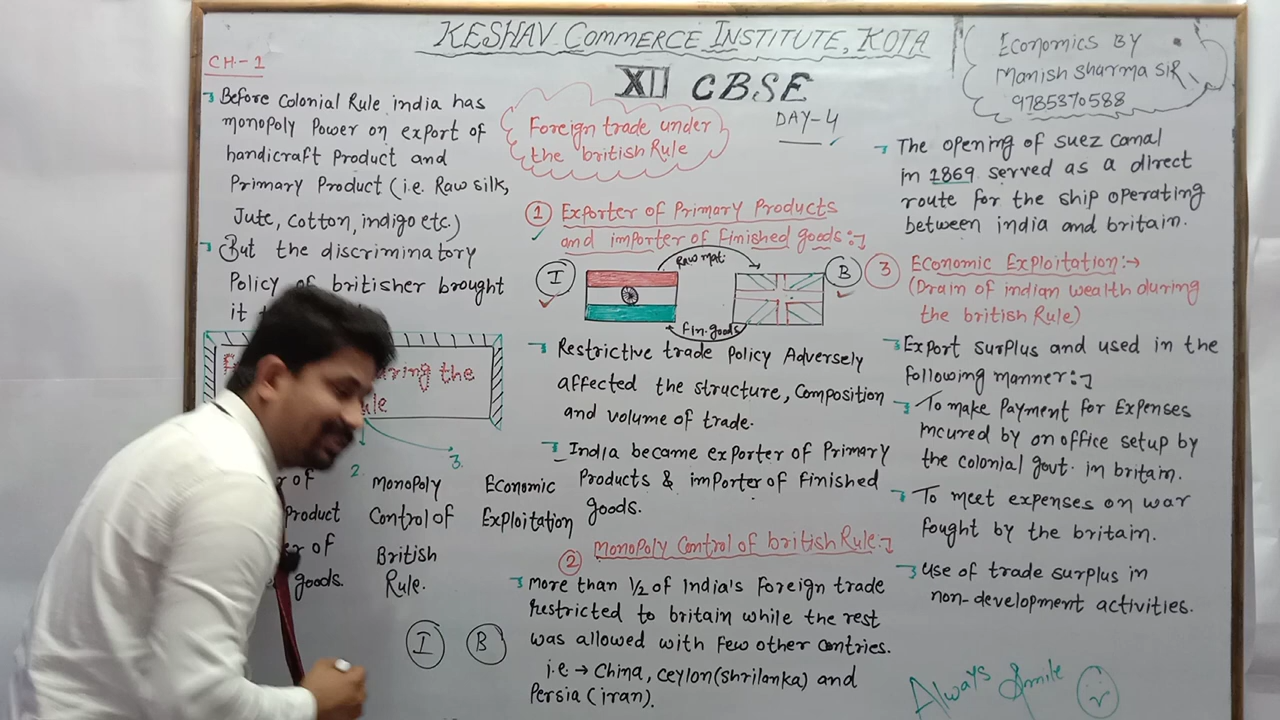 KESHAV COMMERCE INSTITUTE, KOTA
XII CBSE
DAY-4
Economics BY
Manish Sharma SIR
9785370588
CH.-1
Before colonial Rule india has
monopoly Power on export of
handicraft Product and
Primary Product (i.e. Raw silk,
Jute, cotton, indigo etc.)
But the discriminatory
Policy of britisher brought
it
the
2.
3.
of
Product
of
goods.
Monopoly
Control of
British
Rule.
Economic
Exploitation
I B
Foreign trade under
the british Rule
1 Exporter of Primary Products
and importer of finished goods:-
I
Raw mat.
B
Fin. goods
Restrictive trade Policy Adversely
affected the structure, Composition
and volume of trade.
India became exporter of Primary
Products & importer of finished
goods.
2 Monopoly Control of british Rule:-
More than 1/2 of India's foreign trade
restricted to britain while the rest
was allowed with few other contries.
i.e → China, Ceylon (shrilanka) and
Persia (iran).
The opening of suez canal
in 1869 served as a direct
route for the ship operating
between india and britain.
3 Economic Exploitation:→
(Drain of indian wealth during
the british Rule)
Export surplus and used in the
following manner:-
To make Payment for Expenses
incured by on office setup by
the colonial govt. in britain.
To meet expenses on war
fought by the britain.
Use of trade surplus in
non-development activities.
Always Smile